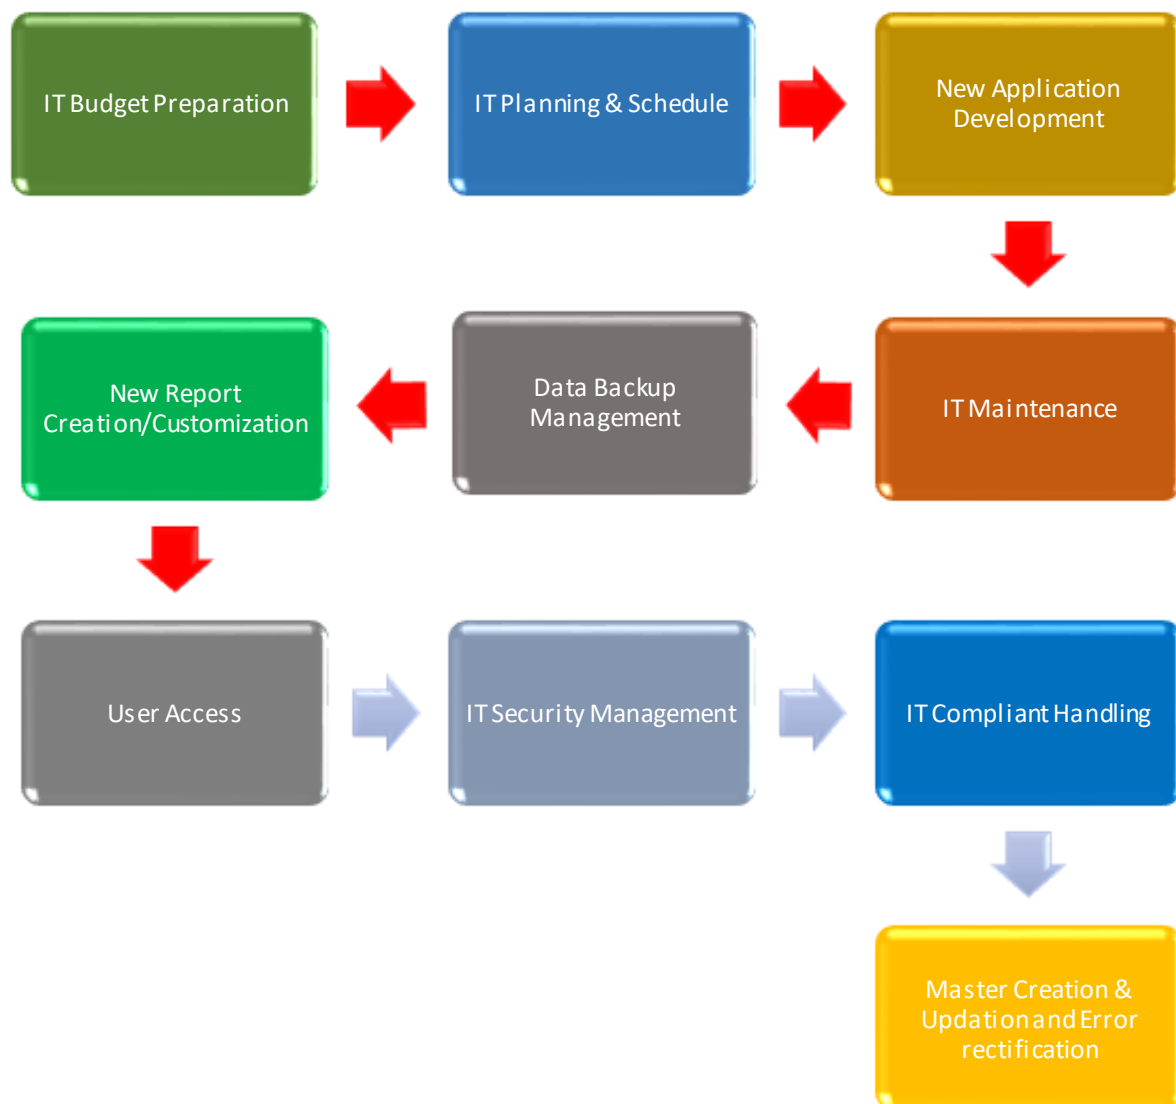 IT Budget Preparation
IT Planning & Schedule
New Application
Development
IT Maintenance
Data Backup
Management
New Report
Creation/Customization
User Access
IT Security Management
IT Compliant Handling
Master Creation &
Updation and Error
rectification